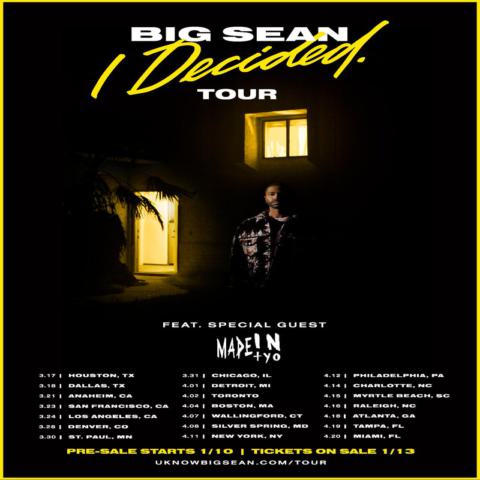 BIG SEAN
I Decided.
TOUR
FEAT. SPECIAL GUEST
MADEINTYO
3.17 | HOUSTON, TX
3.18 | DALLAS, TX
3.21 | ANAHEIM, CA
3.23 | SAN FRANCISCO, CA
3.24 | LOS ANGELES, CA
3.28 | DENVER, CO
3.30 | ST. PAUL, MN
3.31 | CHICAGO, IL
4.01 | DETROIT, MI
4.02 | TORONTO
4.04 | BOSTON, MA
4.07 | WALLINGFORD, CT
4.08 | SILVER SPRING, MD
4.11 | NEW YORK, NY
4.12 | PHILADELPHIA, PA
4.14 | CHARLOTTE, NC
4.15 | MYRTLE BEACH, SC
4.16 | RALEIGH, NC
4.18 | ATLANTA, GA
4.19 | TAMPA, FL
4.20 | MIAMI, FL
PRE-SALE STARTS 1/10 | TICKETS ON SALE 1/13
UKNOWBIGSEAN.COM/TOUR